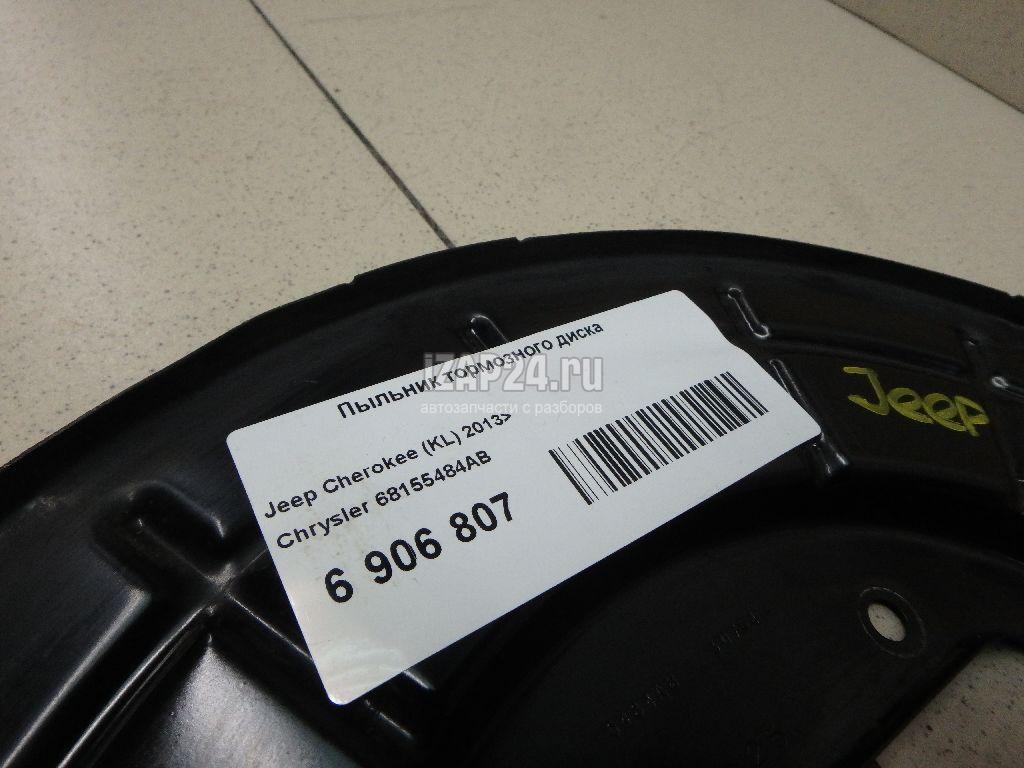 Пыльник тормозного диска
iZAP24.ru
автозапчасти с разборов
Jeep Cherokee (KL) 2013>
Chrysler 68155484AB
6 906 807
Jeep